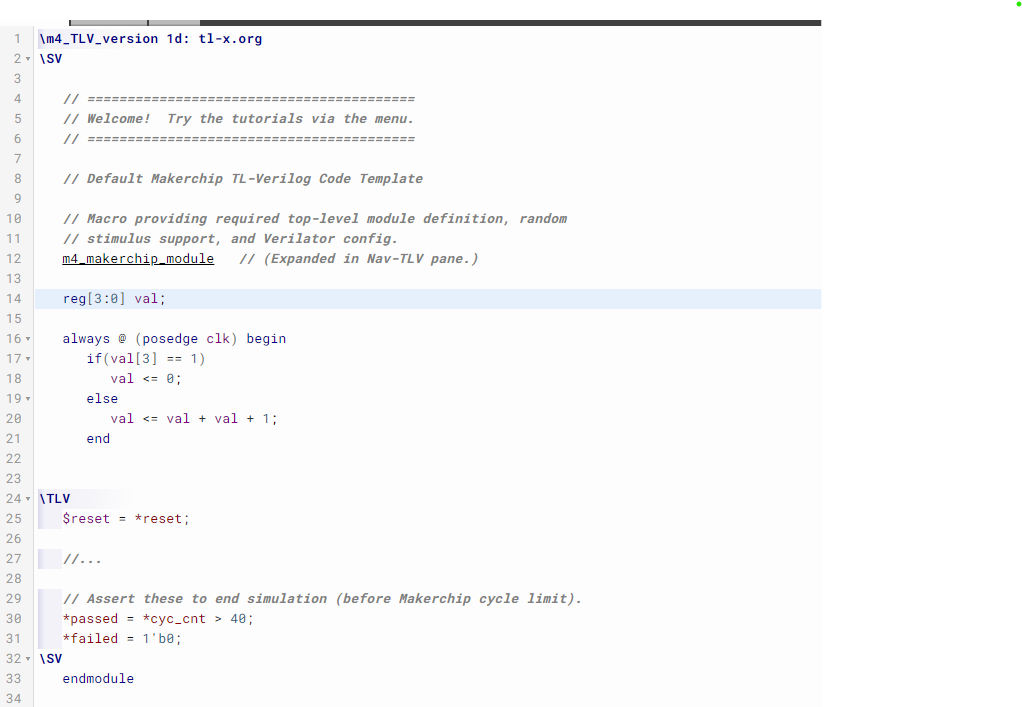 1 \m4_TLV_version 1d: tl-x.org
2 \SV
3
4 // =========================================
5 // Welcome!  Try the tutorials via the menu.
6 // =========================================
7
8 // Default Makerchip TL-Verilog Code Template
9
10 // Macro providing required top-level module definition, random
11 // stimulus support, and Verilator config.
12 m4_makerchip_module   // (Expanded in Nav-TLV pane.)
13
14 reg[3:0] val;
15
16 always @ (posedge clk) begin
17 if(val[3] == 1)
18 val <= 0;
19 else
20 val <= val + val + 1;
21 end
22
23
24 \TLV
25 $reset = *reset;
26
27 //...
28
29 // Assert these to end simulation (before Makerchip cycle limit).
30 *passed = *cyc_cnt > 40;
31 *failed = 1'b0;
32 \SV
33 endmodule
34